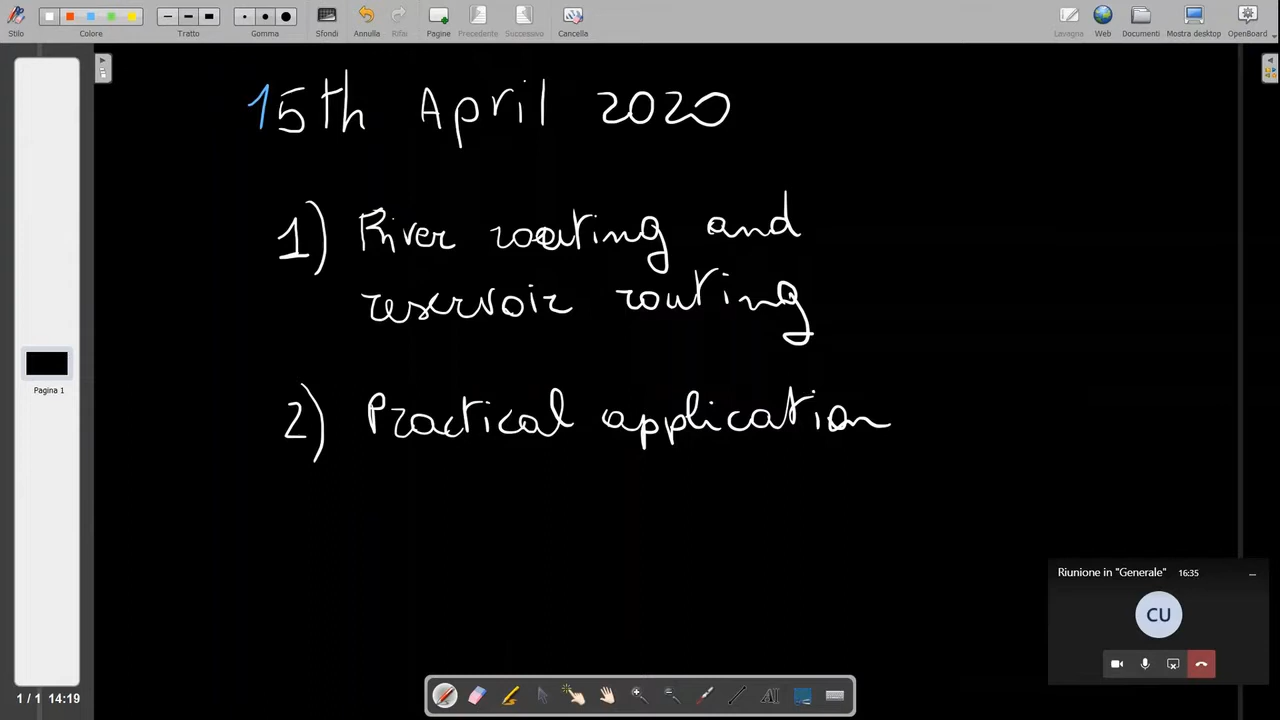 Stilo
Colore
Tratto
Gomma
Sfondi
Annulla
Rifai
Pagine
Precedente
Successivo
Cancella
Lavagna
Web
Documenti
Mostra desktop
OpenBoard
15th April 2020
1) River routing and
reservoir routing
2) Practical application
Pagina 1
Riunione in "Generale" 16:35
CU
1 / 1 14:19
AI